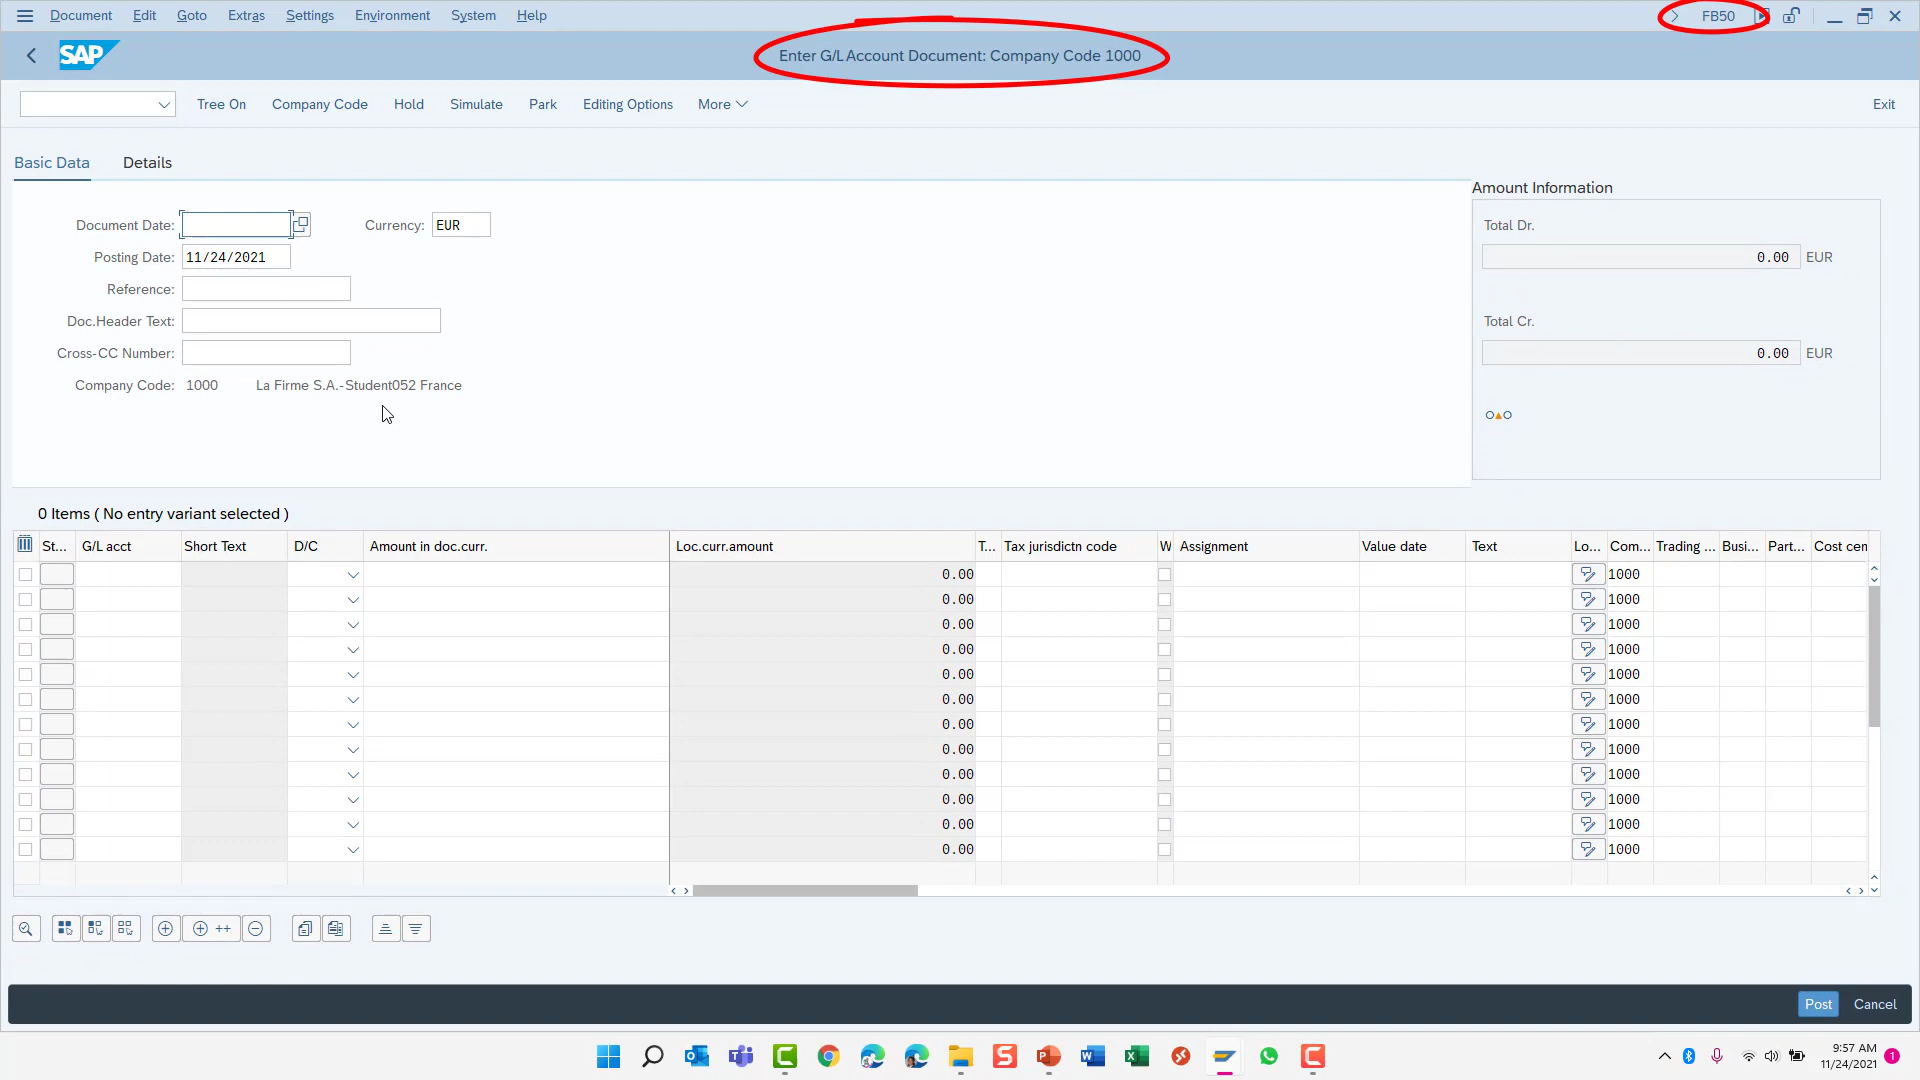 Document Edit Goto Extras Settings Environment System Help FB50
SAP Enter G/L Account Document: Company Code 1000
Tree On Company Code Hold Simulate Park Editing Options More Exit
Basic Data Details
Amount Information
Document Date: Currency: EUR Total Dr.
Posting Date: 11/24/2021 0.00 EUR
Reference:
Doc.Header Text: Total Cr.
Cross-CC Number: 0.00 EUR
Company Code: 1000 La Firme S.A.-Student052 France
0 Items ( No entry variant selected )
St... G/L acct Short Text D/C Amount in doc.curr. Loc.curr.amount T... Tax jurisdictn code W Assignment Value date Text Lo... Com... Trading ... Busi... Part... Cost cen
0.00 1000
0.00 1000
0.00 1000
0.00 1000
0.00 1000
0.00 1000
0.00 1000
0.00 1000
0.00 1000
0.00 1000
0.00 1000
0.00 1000
++
Post Cancel
9:57 AM
11/24/2021 1